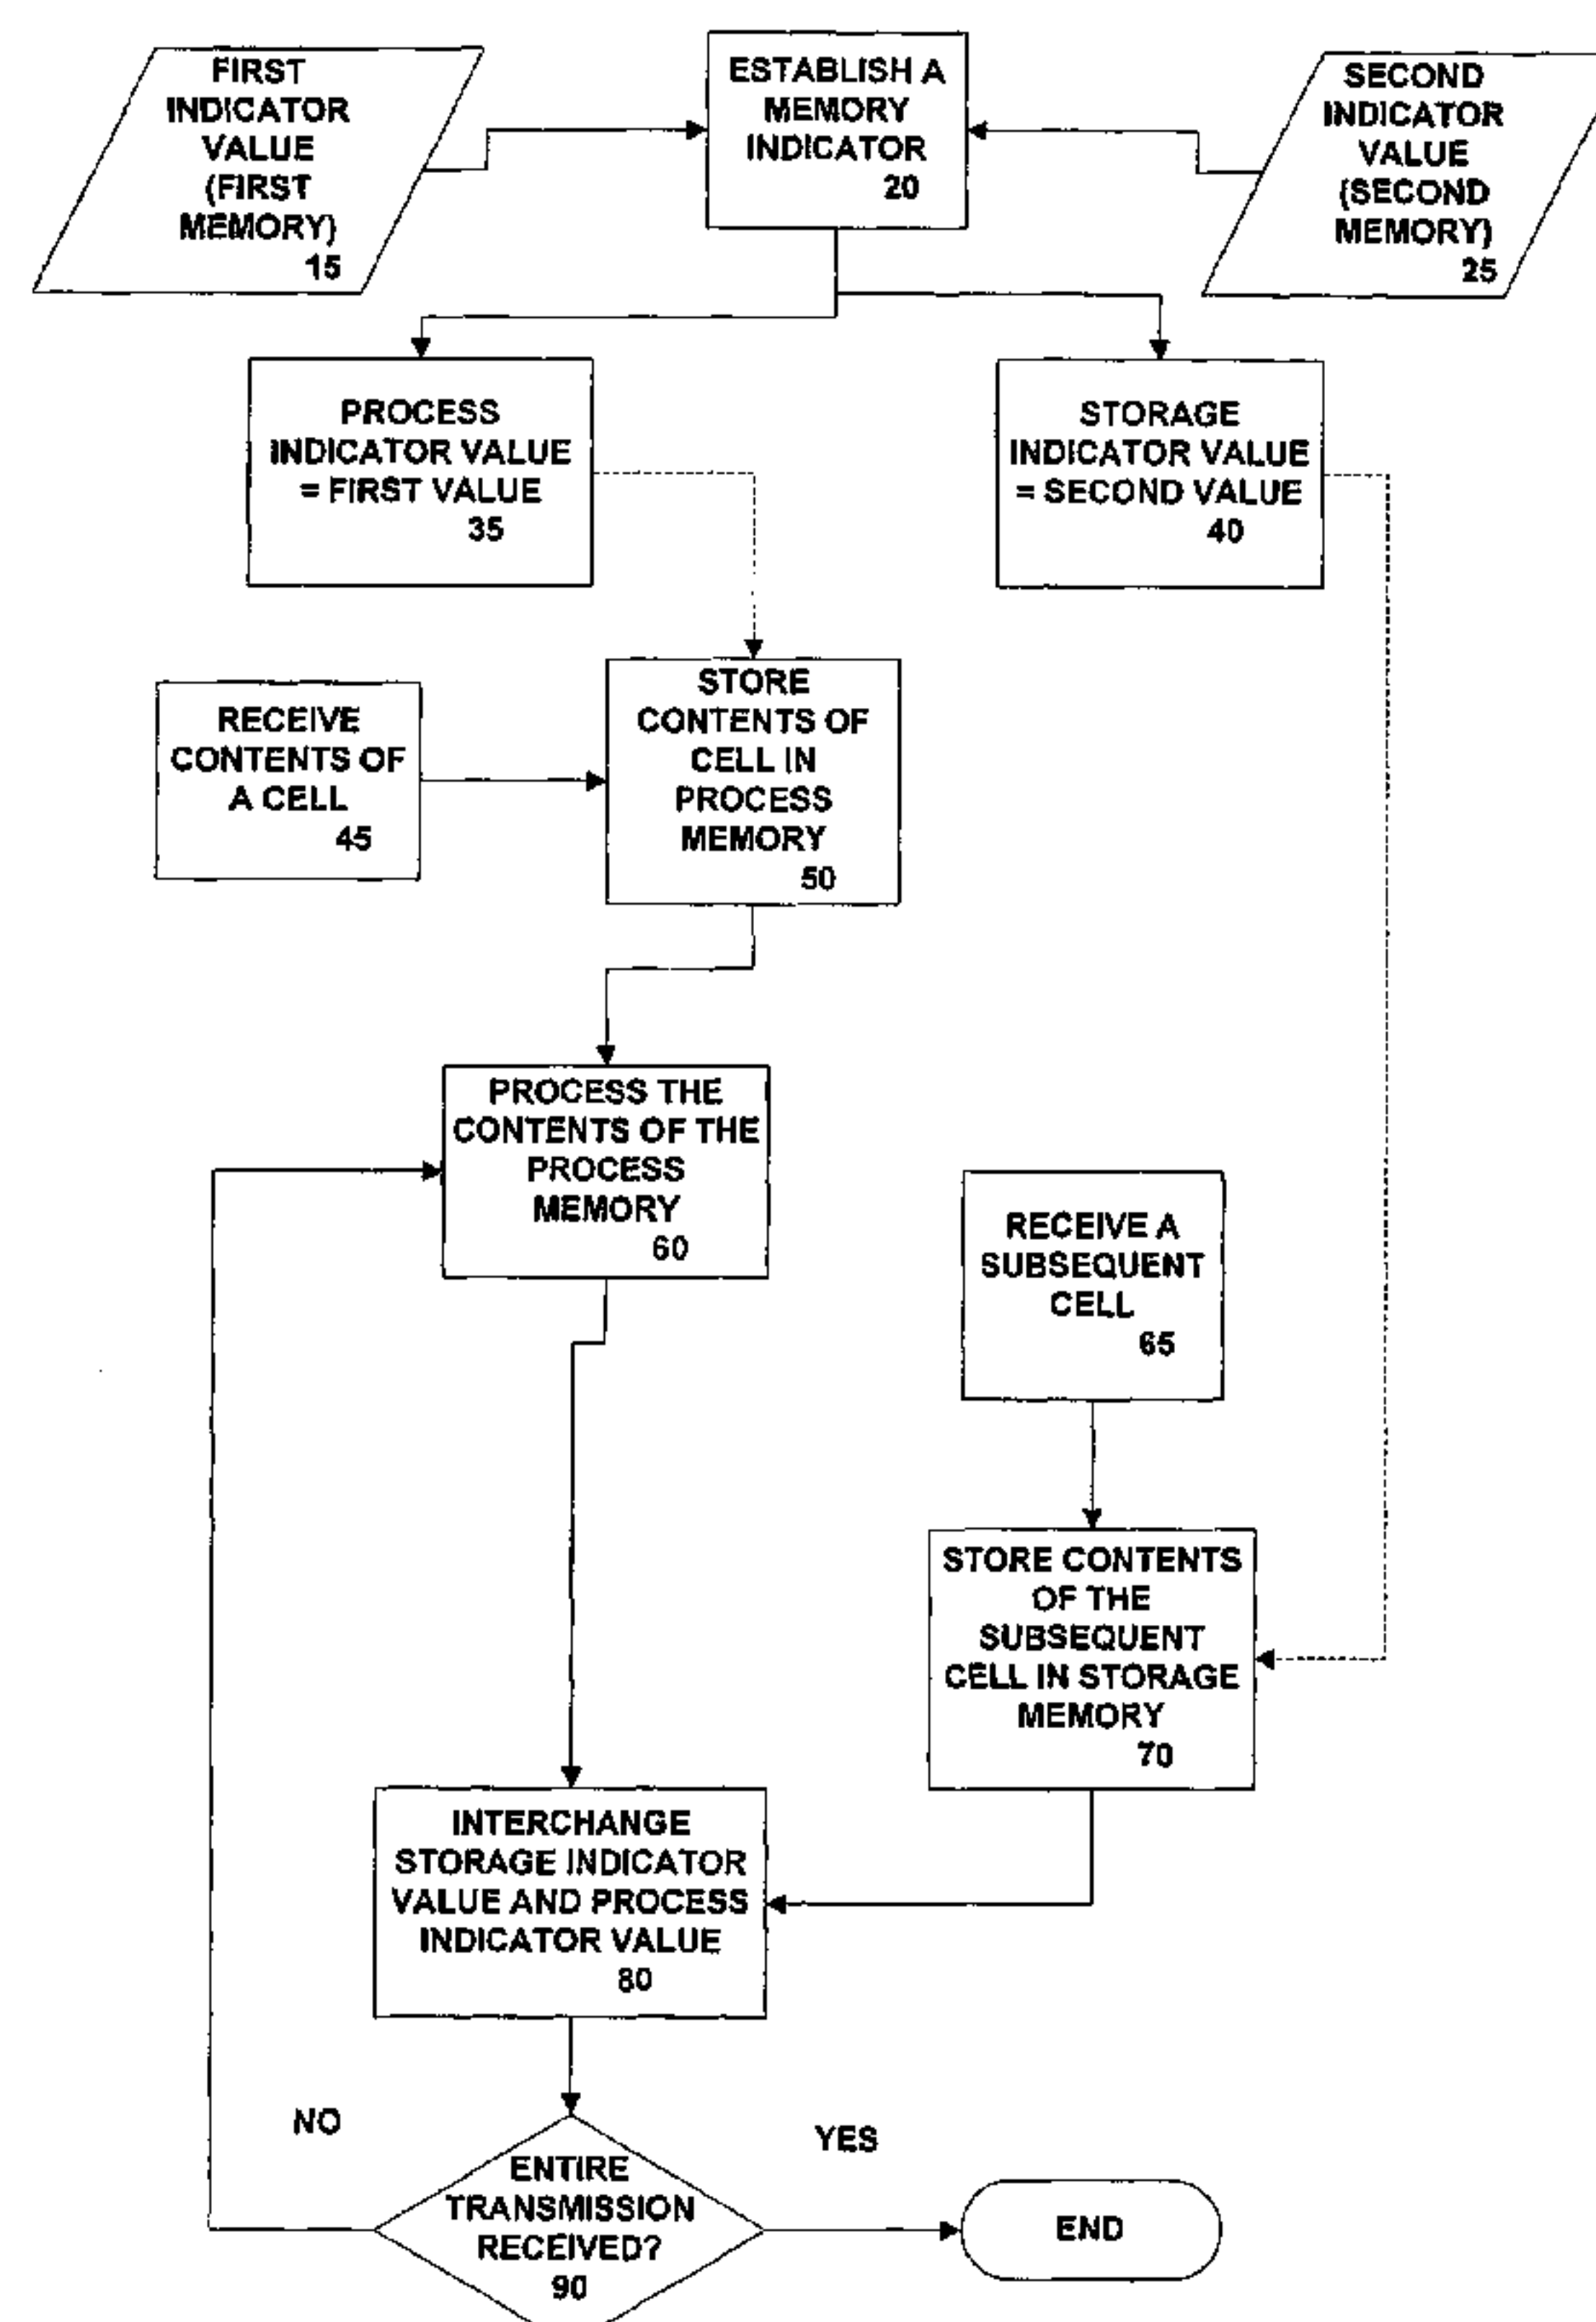 FIRST
INDICATOR
VALUE
(FIRST
MEMORY)
15
ESTABLISH A
MEMORY
INDICATOR
20
SECOND
INDICATOR
VALUE
(SECOND
MEMORY)
25
PROCESS
INDICATOR VALUE
= FIRST VALUE
35
STORAGE
INDICATOR VALUE
= SECOND VALUE
40
RECEIVE
CONTENTS OF
A CELL
45
STORE
CONTENTS OF
CELL IN
PROCESS
MEMORY
50
PROCESS THE
CONTENTS OF THE
PROCESS
MEMORY
60
RECEIVE A
SUBSEQUENT
CELL
65
STORE CONTENTS
OF THE
SUBSEQUENT
CELL IN STORAGE
MEMORY
70
INTERCHANGE
STORAGE INDICATOR
VALUE AND PROCESS
INDICATOR VALUE
80
NO
YES
ENTIRE
TRANSMISSION
RECEIVED?
90
END